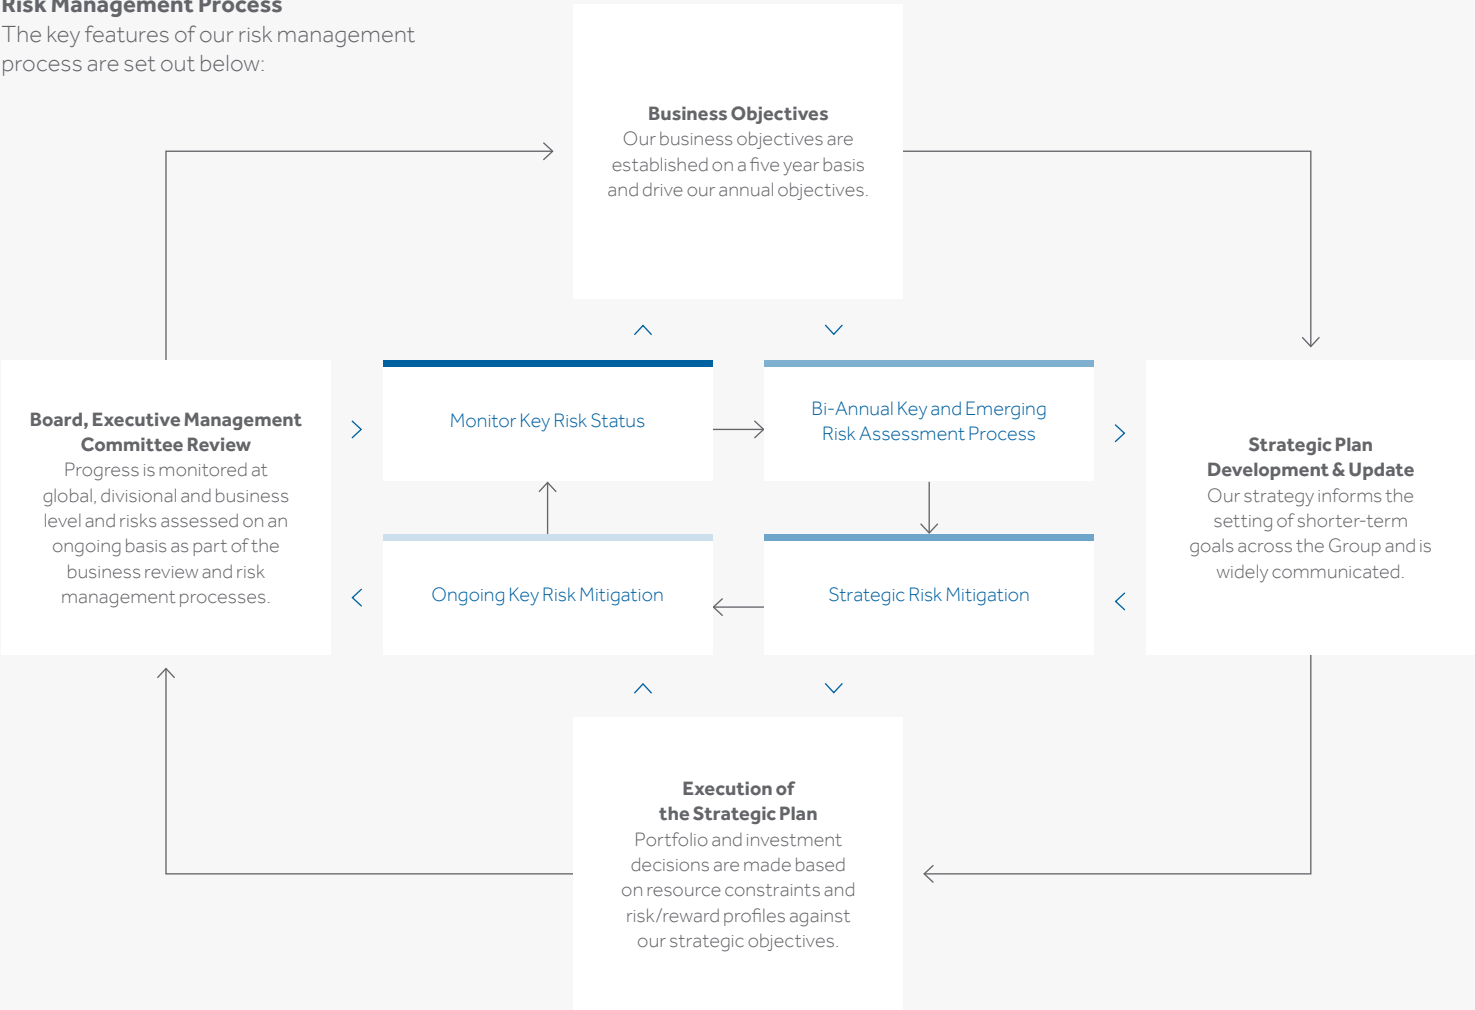 Risk Management Process
The key features of our risk management
process are set out below:
Business Objectives
Our business objectives are
established on a five year basis
and drive our annual objectives.
Board, Executive Management
Committee Review
Progress is monitored at
global, divisional and business
level and risks assessed on an
ongoing basis as part of the
business review and risk
management processes.
Monitor Key Risk Status
Bi-Annual Key and Emerging
Risk Assessment Process
Ongoing Key Risk Mitigation
Strategic Risk Mitigation
Strategic Plan
Development & Update
Our strategy informs the
setting of shorter-term
goals across the Group and is
widely communicated.
Execution of
the Strategic Plan
Portfolio and investment
decisions are made based
on resource constraints and
risk/reward profiles against
our strategic objectives.